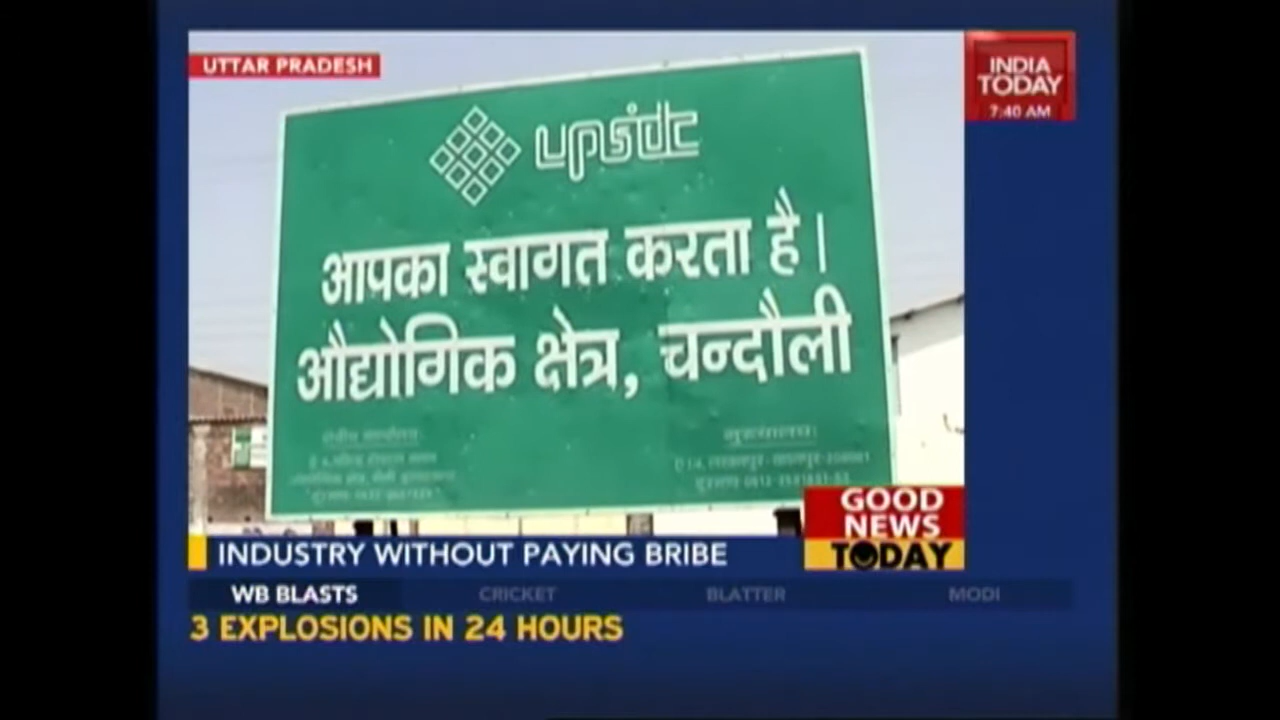 UTTAR PRADESH
INDIA
TODAY
7:40 AM
upsidc
आपका स्वागत करता है।
औद्योगिक क्षेत्र, चन्दौली
GOOD
NEWS
TODAY
INDUSTRY WITHOUT PAYING BRIBE
WB BLASTS CRICKET BLATTER MODI
3 EXPLOSIONS IN 24 HOURS